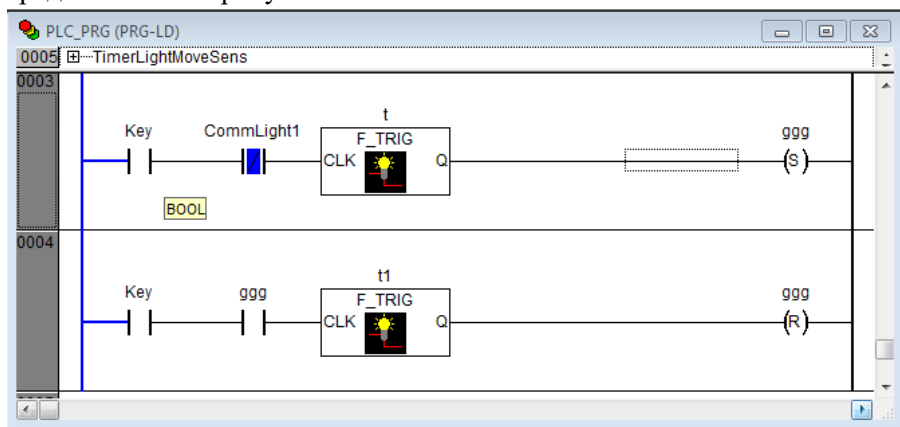 PLC_PRG (PRG-LD)
0005 TimerLightMoveSens
0003
t
Key CommLight1 F_TRIG ggg
CLK Q S
BOOL
0004
t1
Key ggg F_TRIG ggg
CLK Q R